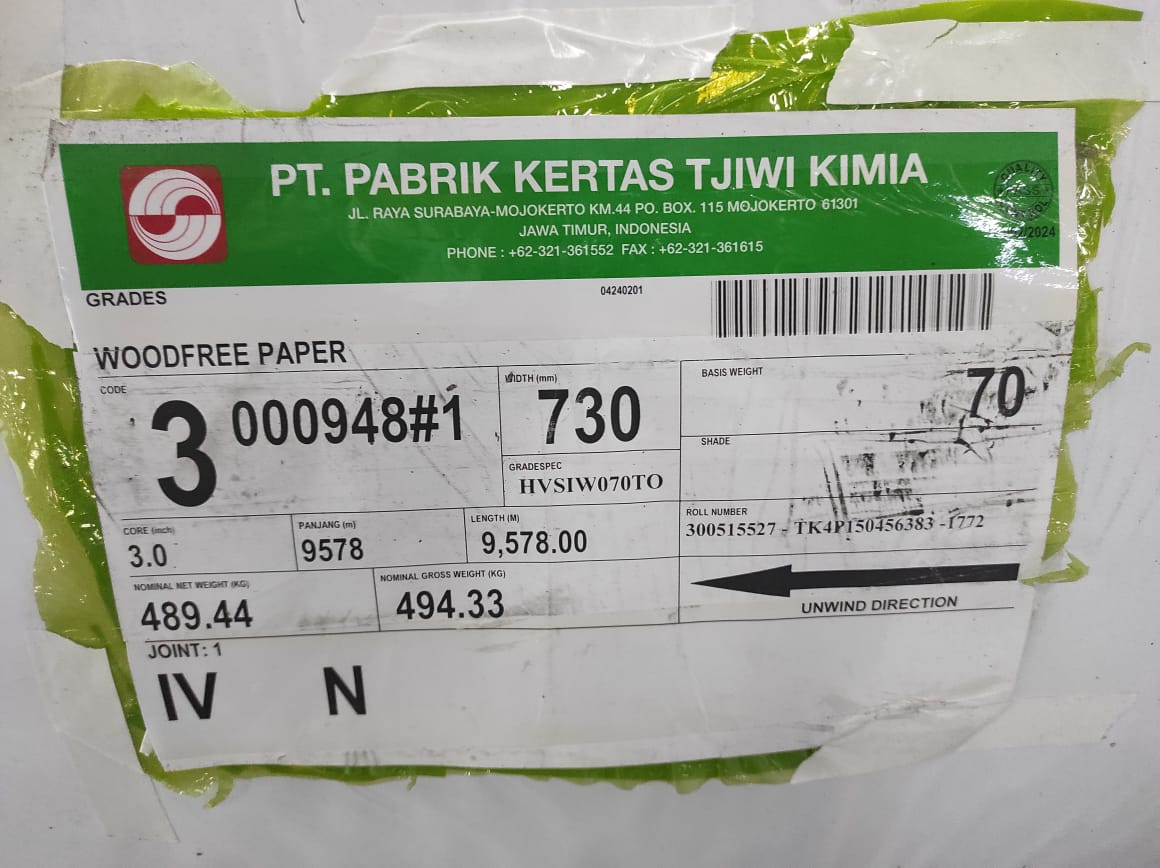 PT. PABRIK KERTAS TJIWI KIMIA
JL. RAYA SURABAYA-MOJOKERTO KM.44 PO. BOX. 115 MOJOKERTO 61301
JAWA TIMUR, INDONESIA
PHONE : +62-321-361552 FAX : +62-321-361615
QUALITY
2024
GRADES
04240201
WOODFREE PAPER
CODE
3 000948#1
WIDTH (mm)
730
BASIS WEIGHT
70
GRADESPEC
HVSIW070TO
SHADE
CORE (inch)
3.0
PANJANG (m)
9578
LENGTH (M)
9,578.00
ROLL NUMBER
300515527 - TK4P150456383 -1772
NOMINAL NET WEIGHT (KG)
489.44
NOMINAL GROSS WEIGHT (KG)
494.33
UNWIND DIRECTION
JOINT: 1
IV N